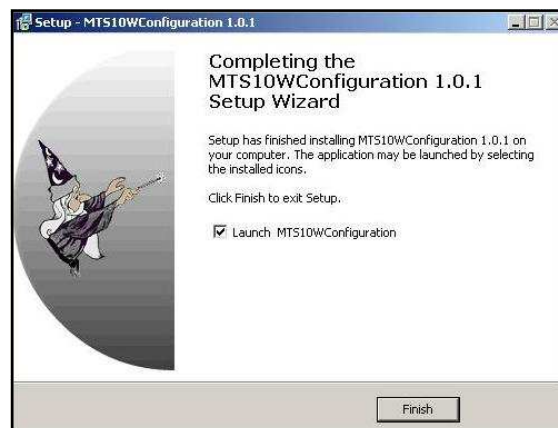 Setup - MTS10WConfiguration 1.0.1
Completing the
MTS10WConfiguration 1.0.1
Setup Wizard
Setup has finished installing MTS10WConfiguration 1.0.1 on
your computer. The application may be launched by selecting
the installed icons.
Click Finish to exit Setup.
Launch MTS10WConfiguration
Finish